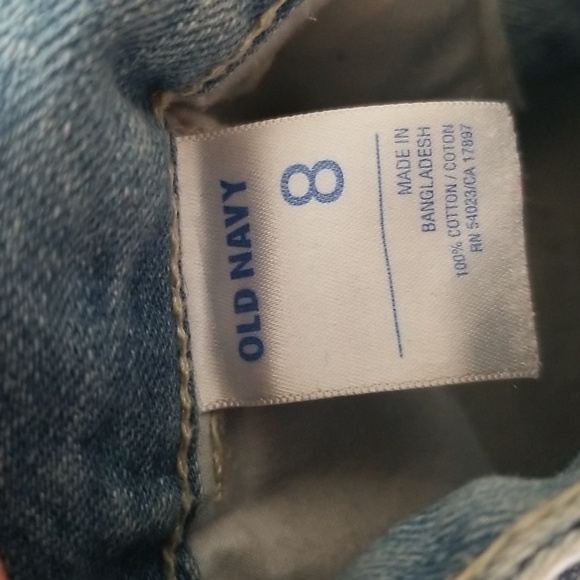 OLD NAVY
8
MADE IN
BANGLADESH
100% COTTON / COTON
RN 54023/CA 17897